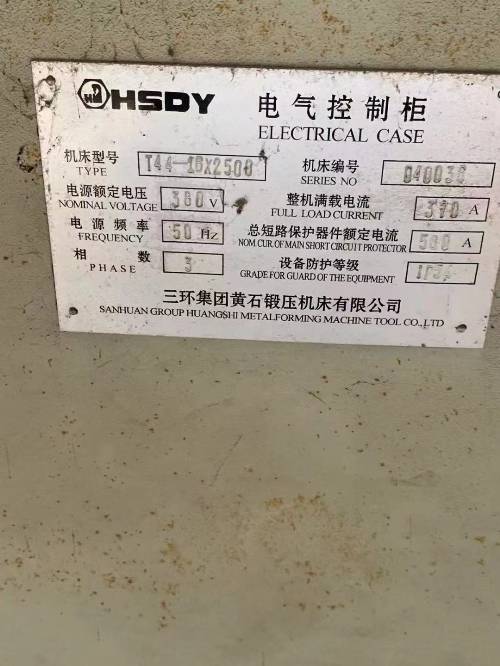 HSDY 电气控制柜
ELECTRICAL CASE
机床型号 T44-16X2500 机床编号
TYPE SERIES NO
电源额定电压 380 V 整机满载电流 A
NOMINAL VOLTAGE FULL LOAD CURRENT
电源频率 50 Hz 总短路保护器件额定电流 A
FREQUENCY NOM.CUR.OF MAIN SHORT CIRCUIT PROTECTOR
相数 3 设备防护等级
PHASE GRADE FOR GUARD OF THE EQUIPMENT
三环集团黄石锻压机床有限公司
SANHUAN GROUP HUANGSHI METALFORMING MACHINE TOOL CO.,LTD